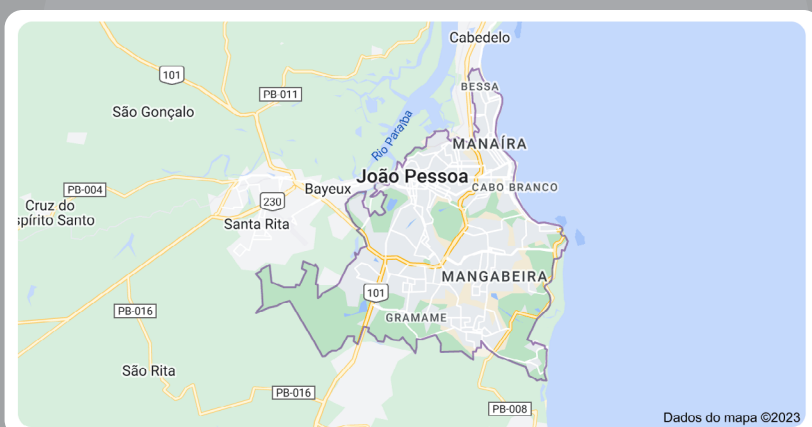 Cabedelo
101
BESSA
PB-011
São Gonçalo
Rio Paraíba
MANAÍRA
João Pessoa
PB-004
Bayeux
CABO BRANCO
230
Cruz do
spírito Santo
Santa Rita
MANGABEIRA
101
PB-016
GRAMAME
São Rita
PB-016
PB-008
Dados do mapa ©2023